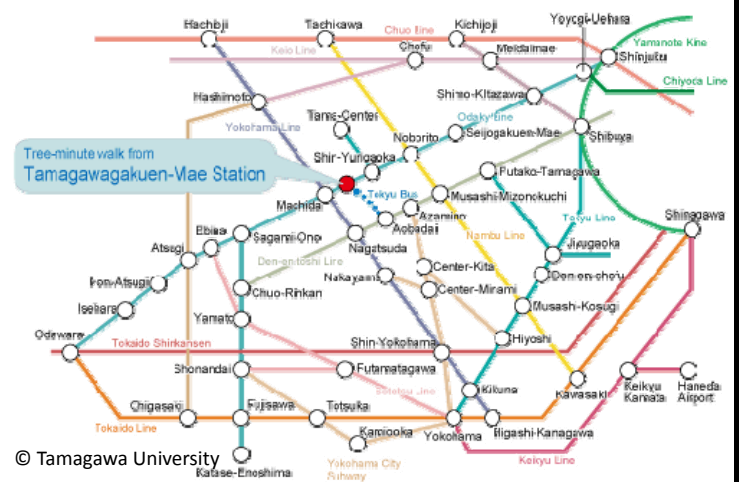 Yoyogi-Uehara
Hachioji
Tachikawa
Kichijoji
Chuo Line
Yamanote Kine
Keio Line
Chofu
Meidaimae
Shinjuku
Chiyoda Line
Hashimoto
Shimo-Kitazawa
Tama-Center
Odakyu Line
Yokohama Line
Noborito
Seijogakuen-Mae
Shibuya
Tree-minute walk from
Tamagawagakuen-Mae Station
Shin-Yurigaoka
Futako-Tamagawa
Machida
Tokyu Bus
Musashi-Mizonokuchi
Azamino
Tokyu Line
Shinagawa
Ebina
Sagami-Ono
Aobadai
Nambu Line
Jiyugaoka
Atsugi
Nagatsuda
Den-entoshi Line
Center-Kita
Den-en-chofu
Hon-Atsugi
Nakayama
Chuo-Rinkan
Center-Minami
Isehara
Musashi-Kosugi
Yamato
Odawara
Tokaido Shinkansen
Shin-Yokohama
Hiyoshi
Shonandai
Futamatagawa
Sotetsu Line
Kikuna
Kawasaki
Keikyu
Kamata
Haneda
Airport
Chigasaki
Fujisawa
Totsuka
Tokaido Line
Kamiooka
Yokohama
Higashi-Kanagawa
© Tamagawa University
Katase-Enoshima
Yokohama City
Subway
Keikyu Line